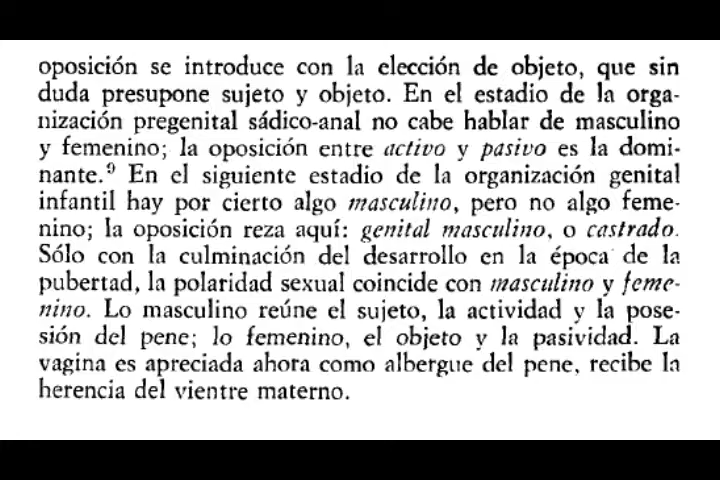 oposición se introduce con la elección de objeto, que sin
duda presupone sujeto y objeto. En el estadio de la orga-
nización pregenital sádico-anal no cabe hablar de masculino
y femenino; la oposición entre activo y pasivo es la domi-
nante.⁹ En el siguiente estadio de la organización genital
infantil hay por cierto algo masculino, pero no algo feme-
nino; la oposición reza aquí: genital masculino, o castrado.
Sólo con la culminación del desarrollo en la época de la
pubertad, la polaridad sexual coincide con masculino y feme-
nino. Lo masculino reúne el sujeto, la actividad y la pose-
sión del pene; lo femenino, el objeto y la pasividad. La
vagina es apreciada ahora como albergue del pene, recibe la
herencia del vientre materno.